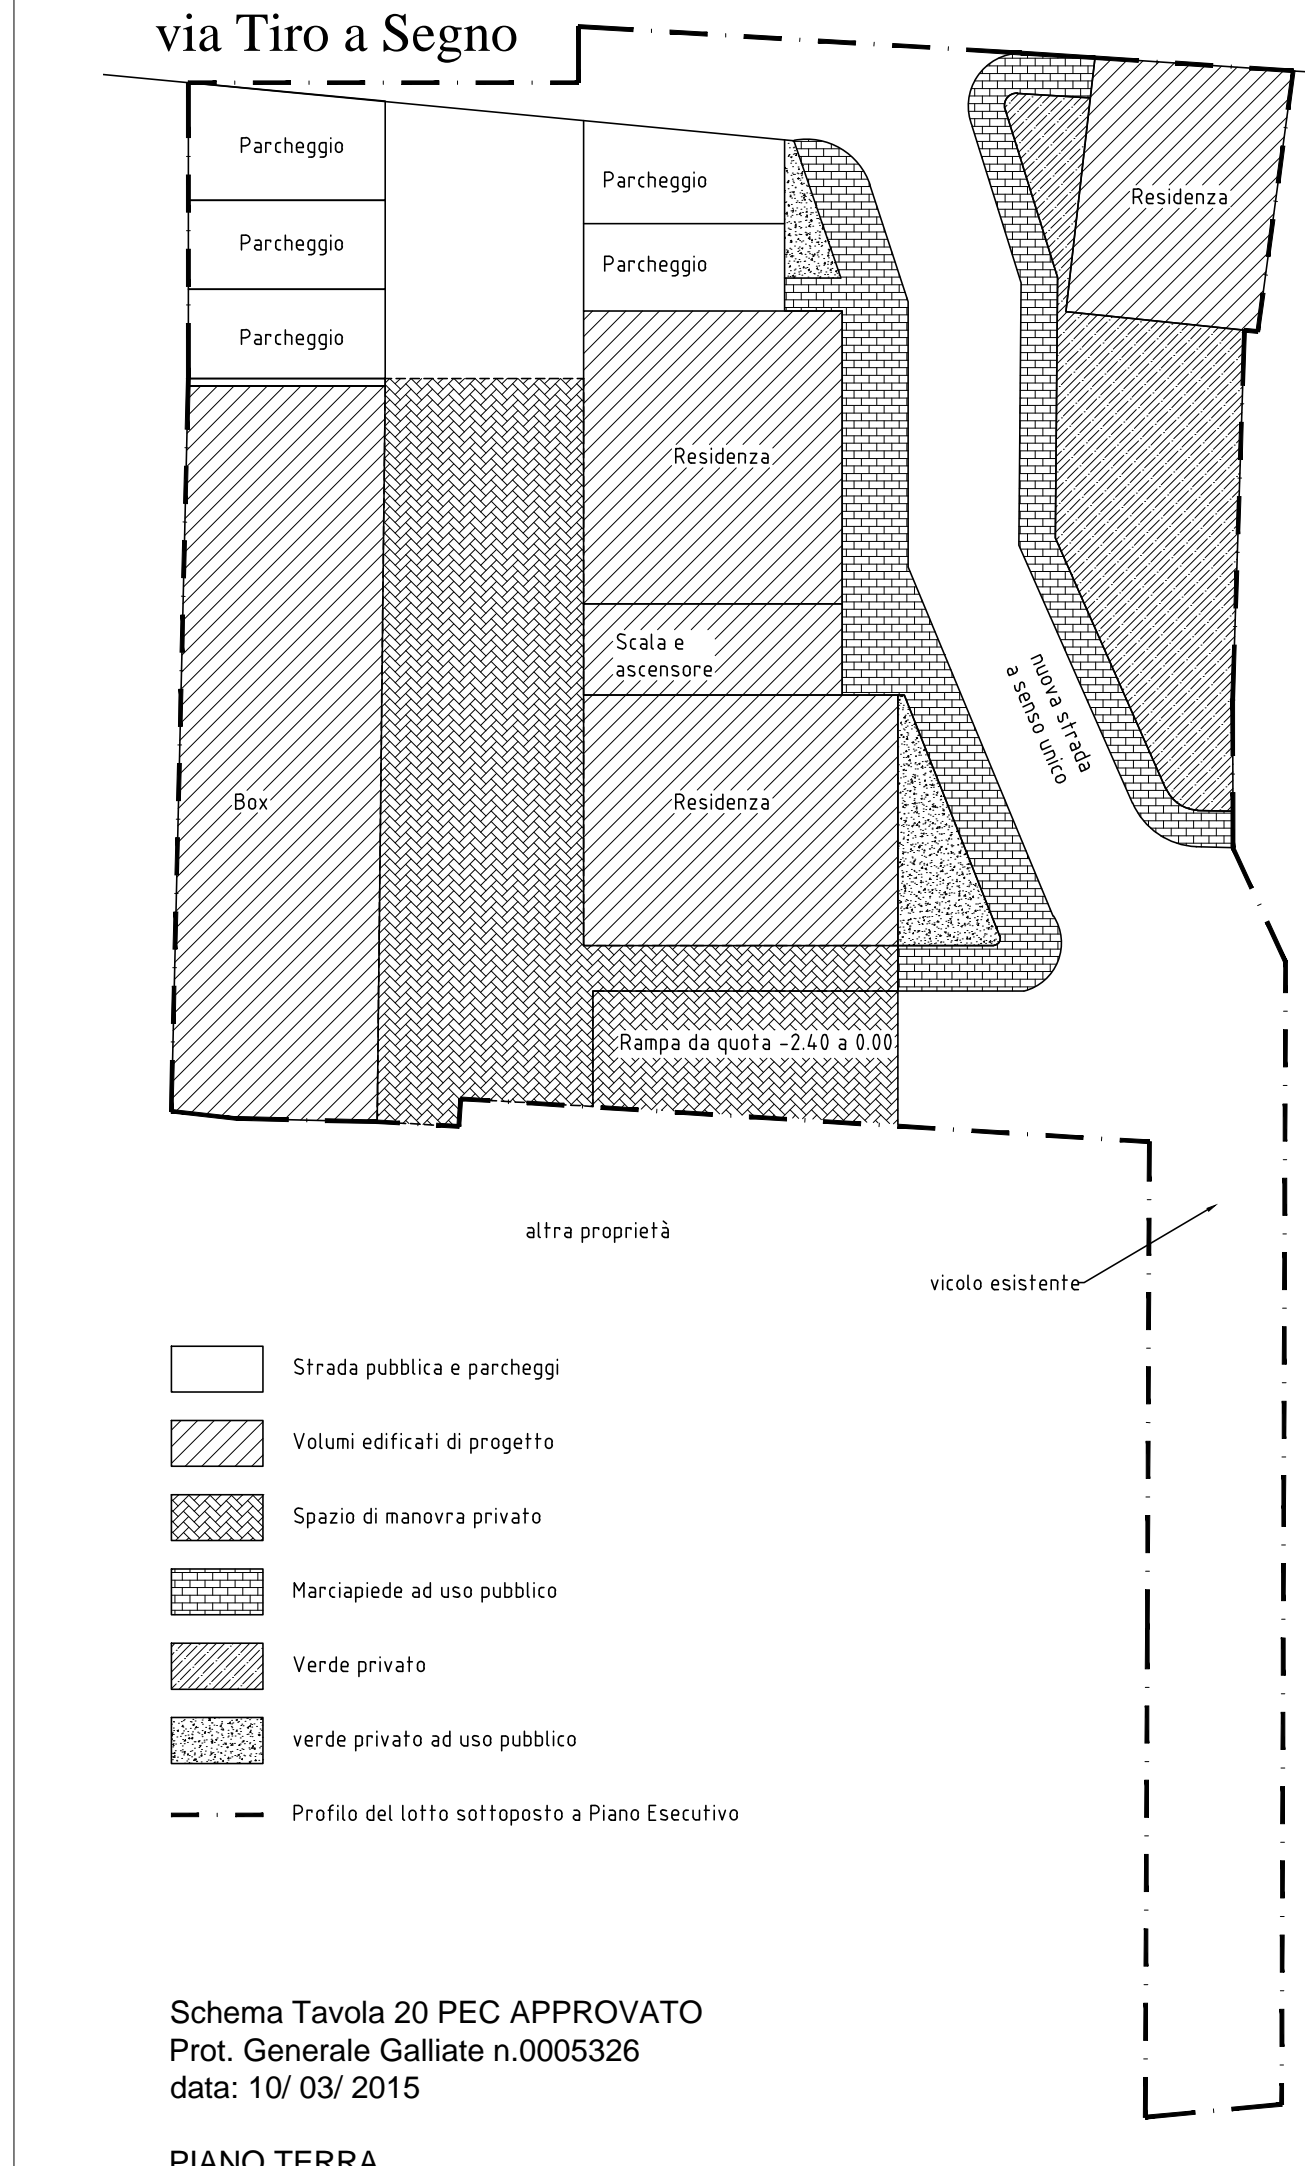 via Tiro a Segno
Parcheggio
Parcheggio
Parcheggio
Parcheggio
Parcheggio
Residenza
Residenza
Scala e
ascensore
nuova strada
a senso unico
Box
Residenza
Rampa da quota -2.40 a 0.00
altra proprietà
vicolo esistente
Strada pubblica e parcheggi
Volumi edificati di progetto
Spazio di manovra privato
Marciapiede ad uso pubblico
Verde privato
verde privato ad uso pubblico
Profilo del lotto sottoposto a Piano Esecutivo
Schema Tavola 20 PEC APPROVATO
Prot. Generale Galliate n.0005326
data: 10/ 03/ 2015
PIANO TERRA